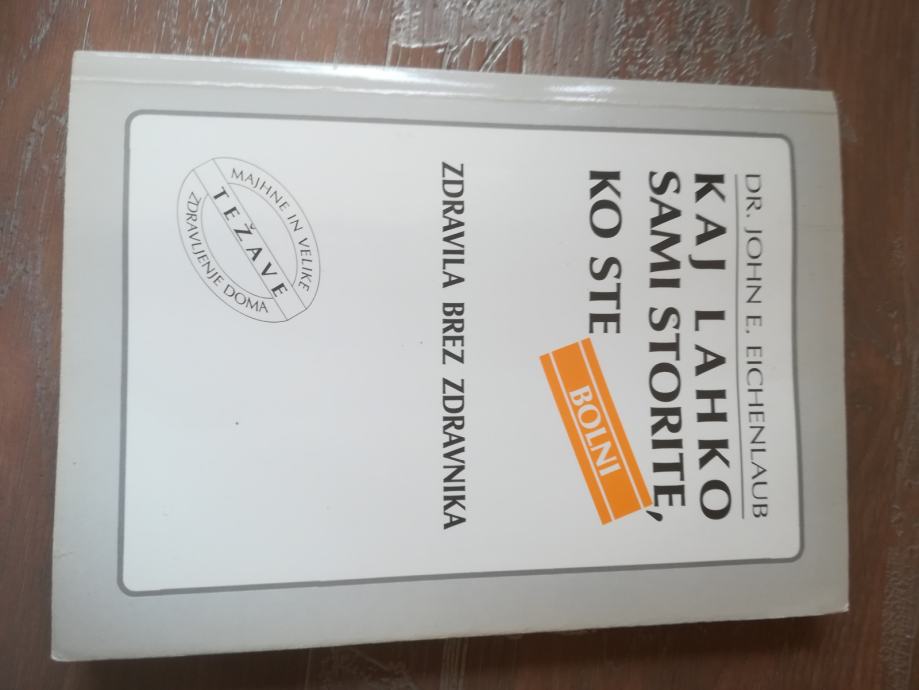 DR. JOHN E. EICHENLAUB
KAJ LAHKO
SAMI STORITE,
KO STE
BOLNI
ZDRAVILA BREZ ZDRAVNIKA
MAJHNE IN VELIKE
TEŽAVE
ZDRAVLJENJE DOMA